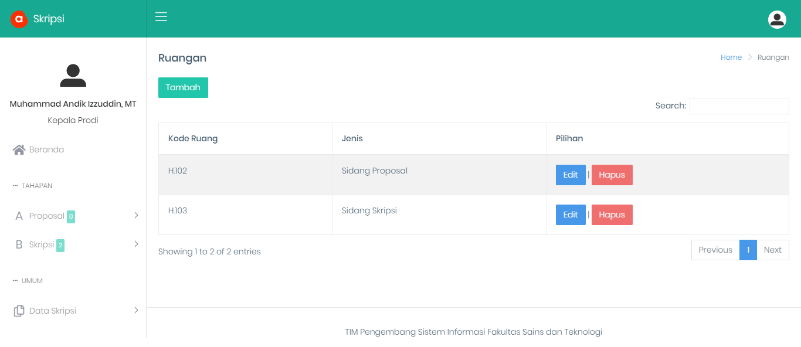 a Skripsi
Ruangan
Home > Ruangan
Tambah
Muhammad Andik Izzuddin, MT
Kepala Prodi
Search:
Kode Ruang Jenis Pilihan
H.102 Sidang Proposal Edit | Hapus
H.103 Sidang Skripsi Edit | Hapus
Showing 1 to 2 of 2 entries
Previous 1 Next
Beranda
TAHAPAN
A Proposal 0
B Skripsi 2
UMUM
Data Skripsi
TIM Pengembang Sistem Informasi Fakultas Sains dan Teknologi